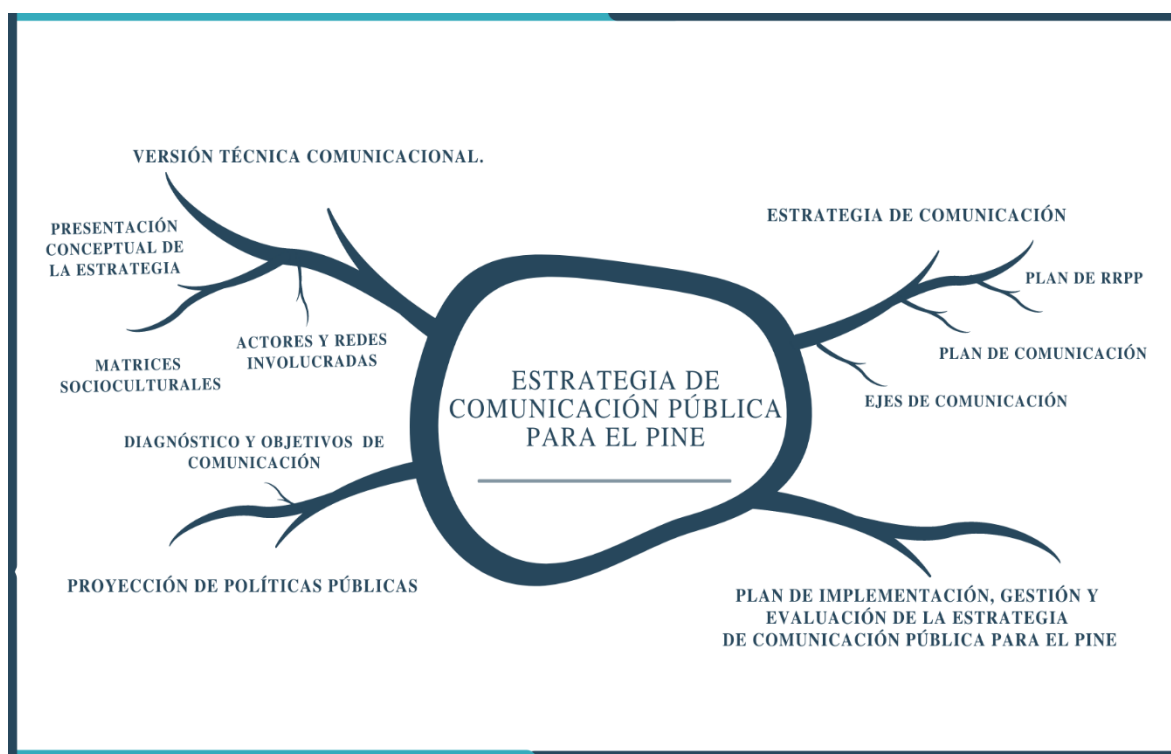 VERSIÓN TÉCNICA COMUNICACIONAL.
PRESENTACIÓN
CONCEPTUAL DE
LA ESTRATEGIA
MATRICES
SOCIOCULTURALES
ACTORES Y REDES
INVOLUCRADAS
DIAGNÓSTICO Y OBJETIVOS DE
COMUNICACIÓN
PROYECCIÓN DE POLÍTICAS PÚBLICAS
ESTRATEGIA DE
COMUNICACIÓN PÚBLICA
PARA EL PINE
ESTRATEGIA DE COMUNICACIÓN
PLAN DE RRPP
PLAN DE COMUNICACIÓN
EJES DE COMUNICACIÓN
PLAN DE IMPLEMENTACIÓN, GESTIÓN Y
EVALUACIÓN DE LA ESTRATEGIA
DE COMUNICACIÓN PÚBLICA PARA EL PINE